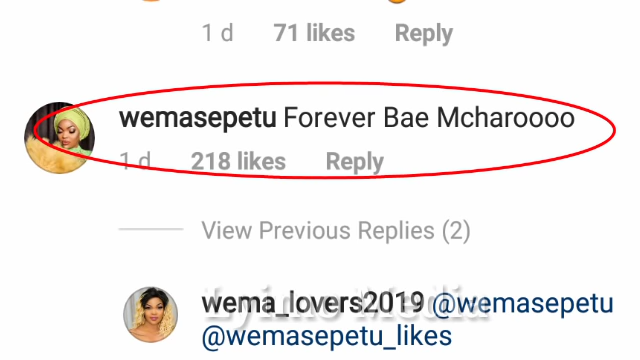 1 d 71 likes Reply
wemasepetu Forever Bae Mcharoooo
1 d 218 likes Reply
View Previous Replies (2)
wema_lovers2019 @wemasepetu
@wemasepetu_likes